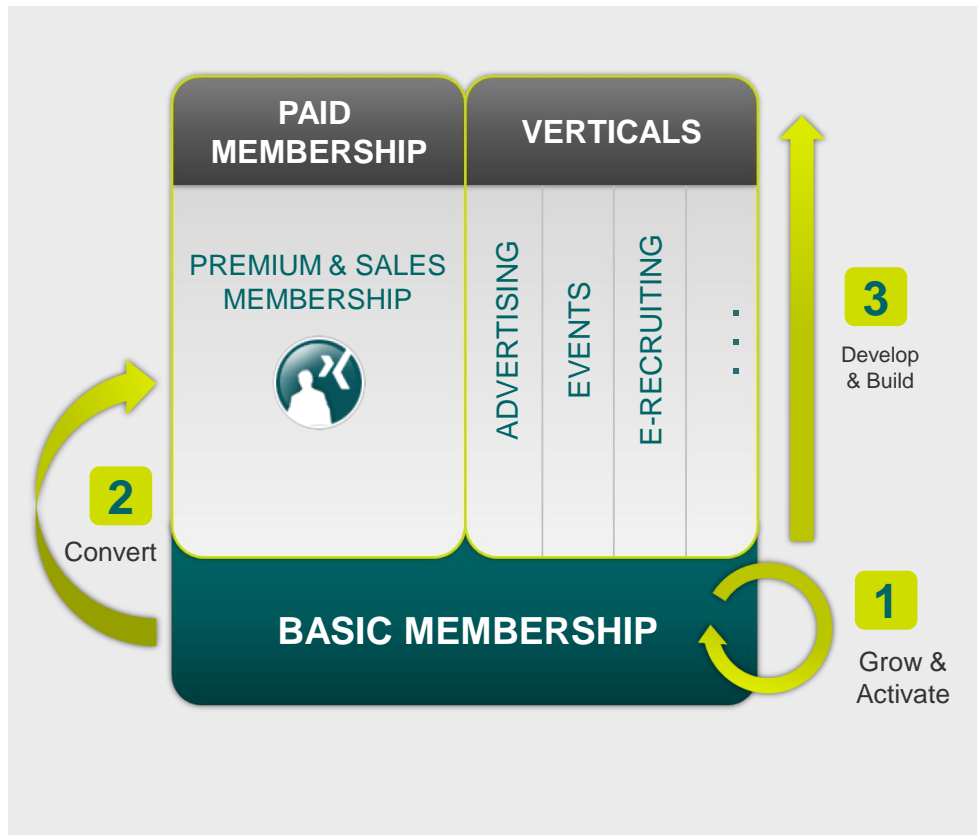 PAID
MEMBERSHIP
VERTICALS
PREMIUM & SALES
MEMBERSHIP
ADVERTISING
EVENTS
E-RECRUITING
...
3
Develop
& Build
2
Convert
BASIC MEMBERSHIP
1
Grow &
Activate